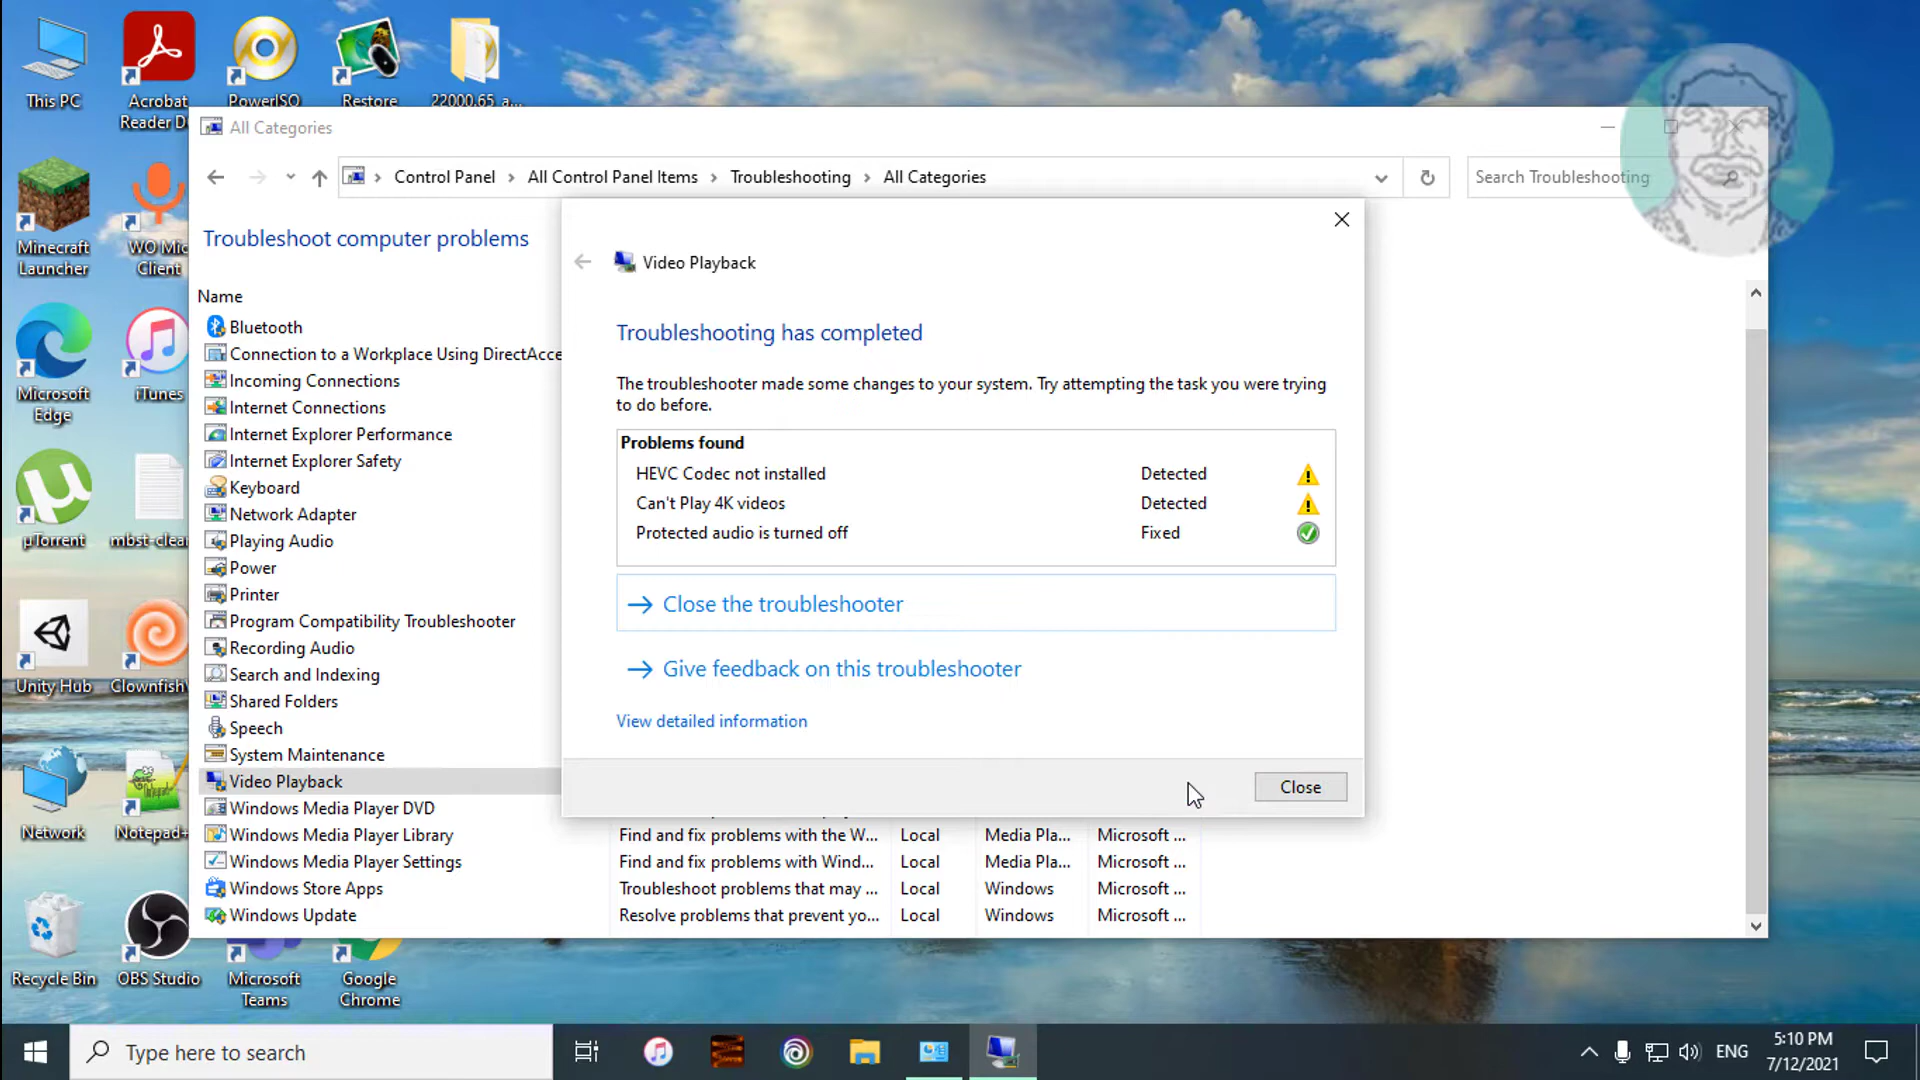 This PC
Acrobat
Reader D
PowerISO
Restore
22000.65_a...
All Categories
Control Panel > All Control Panel Items > Troubleshooting > All Categories
Search Troubleshooting
Minecraft
Launcher
WO Mic
Client
Troubleshoot computer problems
Name
Bluetooth
Connection to a Workplace Using DirectAcce
Incoming Connections
Internet Connections
Internet Explorer Performance
Internet Explorer Safety
Keyboard
Network Adapter
Playing Audio
Power
Printer
Program Compatibility Troubleshooter
Recording Audio
Search and Indexing
Shared Folders
Speech
System Maintenance
Video Playback
Windows Media Player DVD
Windows Media Player Library
Find and fix problems with the W... Local Media Pla... Microsoft ...
Windows Media Player Settings
Find and fix problems with Wind... Local Media Pla... Microsoft ...
Windows Store Apps
Troubleshoot problems that may ... Local Windows Microsoft ...
Windows Update
Resolve problems that prevent yo... Local Windows Microsoft ...
Video Playback
Troubleshooting has completed
The troubleshooter made some changes to your system. Try attempting the task you were trying
to do before.
Problems found
HEVC Codec not installed Detected
Can't Play 4K videos Detected
Protected audio is turned off Fixed
Close the troubleshooter
Give feedback on this troubleshooter
View detailed information
Close
Microsoft
Edge
iTunes
µTorrent
mbst-clea
Unity Hub
Clownfish
Network
Notepad+
Recycle Bin
OBS Studio
Microsoft
Teams
Google
Chrome
Type here to search
ENG
5:10 PM
7/12/2021